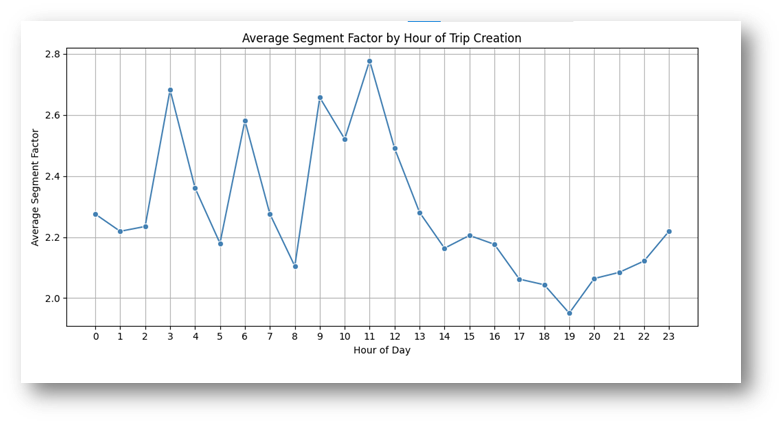 Average Segment Factor by Hour of Trip Creation
2.8
2.6
2.4
2.2
2.0
Average Segment Factor
0 1 2 3 4 5 6 7 8 9 10 11 12 13 14 15 16 17 18 19 20 21 22 23
Hour of Day